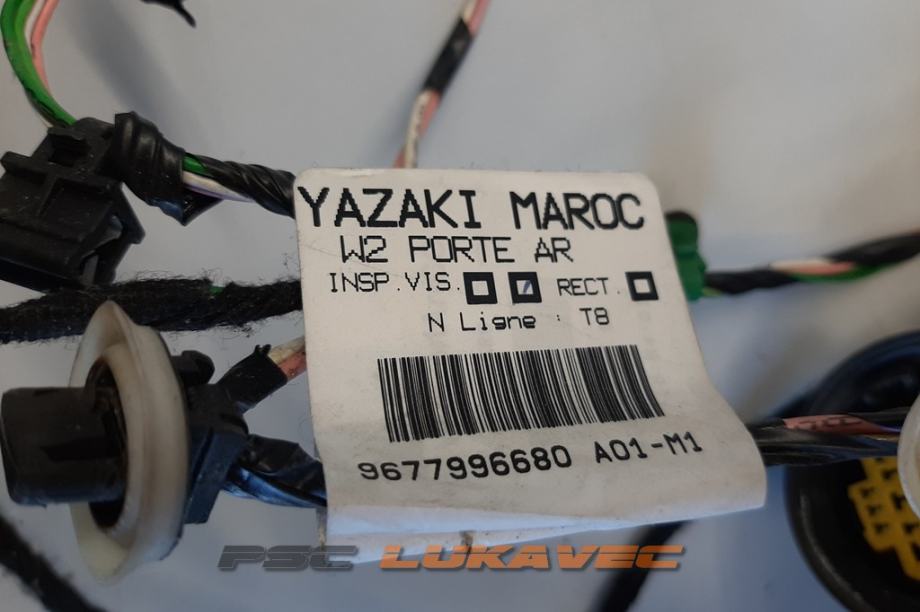 YAZAKI MAROC
W2 PORTE AR
INSP.VIS. RECT.
N Ligne : T8
9677996680 A01-M1
PSC LUKAVEC